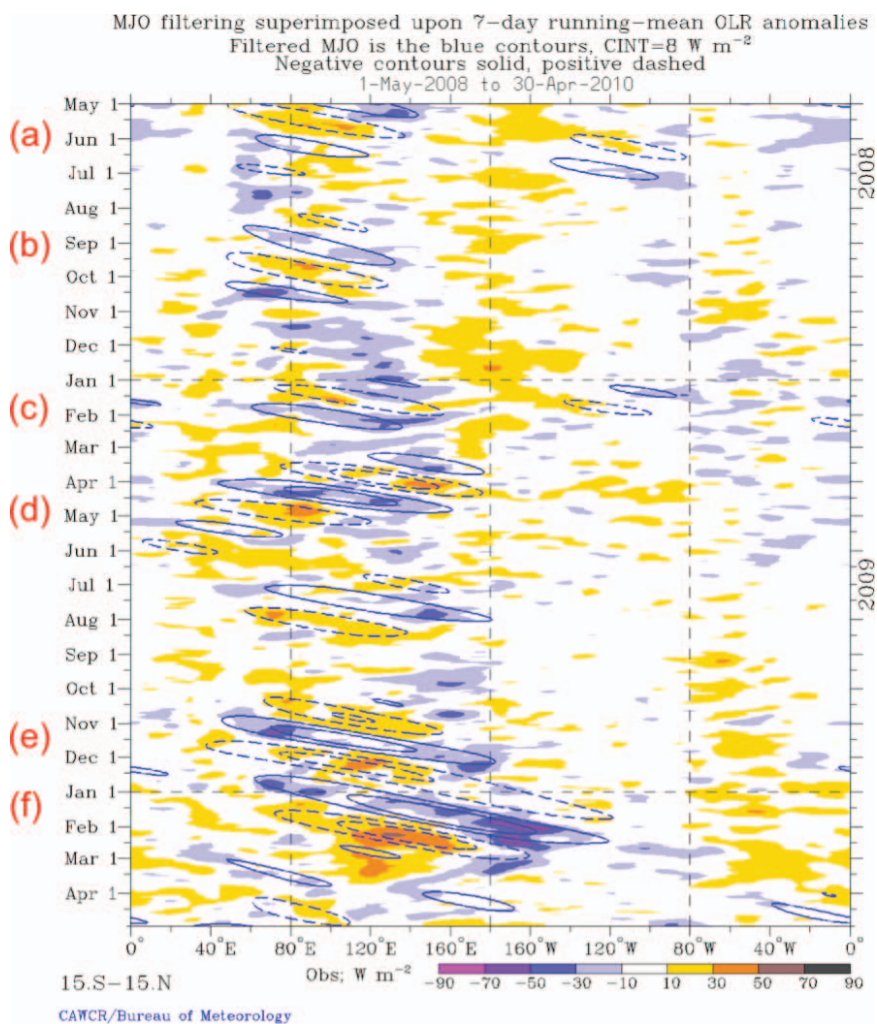 MJO filtering superimposed upon 7-day running-mean OLR anomalies
Filtered MJO is the blue contours, CINT=8 W m⁻²
Negative contours solid, positive dashed
1-May-2008 to 30-Apr-2010
May 1
(a)
Jun 1
Jul 1
2008
Aug 1
(b) Sep 1
Oct 1
Nov 1
Dec 1
Jan 1
(c)
Feb 1
Mar 1
Apr 1
(d) May 1
Jun 1
Jul 1
2009
Aug 1
Sep 1
Oct 1
Nov 1
(e)
Dec 1
Jan 1
(f)
Feb 1
Mar 1
Apr 1
0° 40°E 80°E 120°E 160°E 160°W 120°W 80°W 40°W 0°
15.S-15.N Obs; W m⁻²
-90 -70 -50 -30 -10 10 30 50 70 90
CAWCR/Bureau of Meteorology